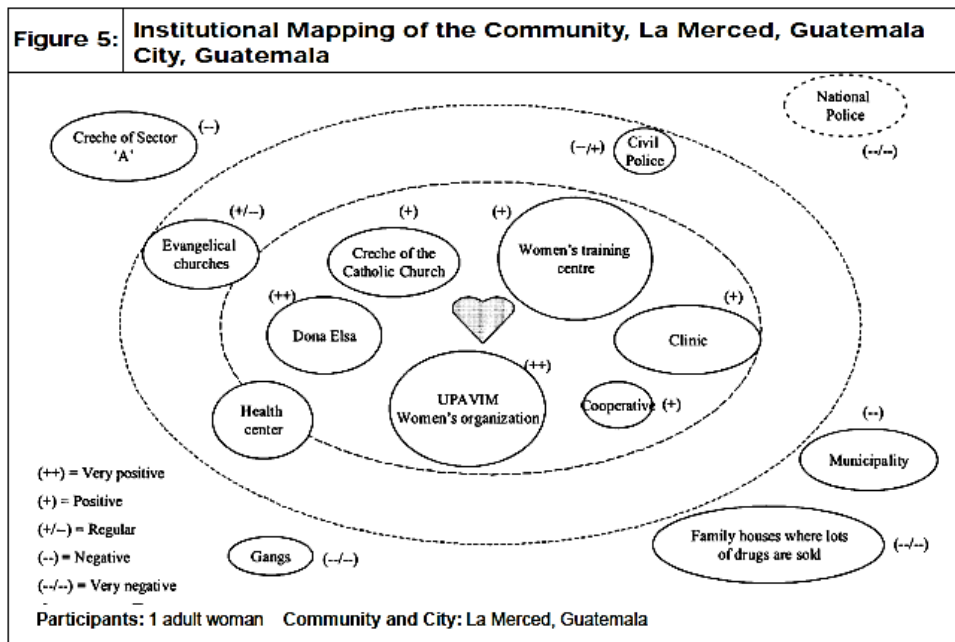 Figure 5:
Institutional Mapping of the Community, La Merced, Guatemala
City, Guatemala
National
Police
(--/--)
Creche of Sector
'A'
(--)
(--/+)
Civil
Police
(+/--)
Evangelical
churches
(+)
Creche of the
Catholic Church
(+)
Women's training
centre
(++)
Dona Elsa
(+)
Clinic
(++)
UPAVIM
Women's organization
Cooperative
(+)
Health
center
(--)
Municipality
Family houses where lots
of drugs are sold
(--/--)
Gangs
(--/--)
(++) = Very positive
(+) = Positive
(+/--) = Regular
(--) = Negative
(--/--) = Very negative
Participants: 1 adult woman Community and City: La Merced, Guatemala